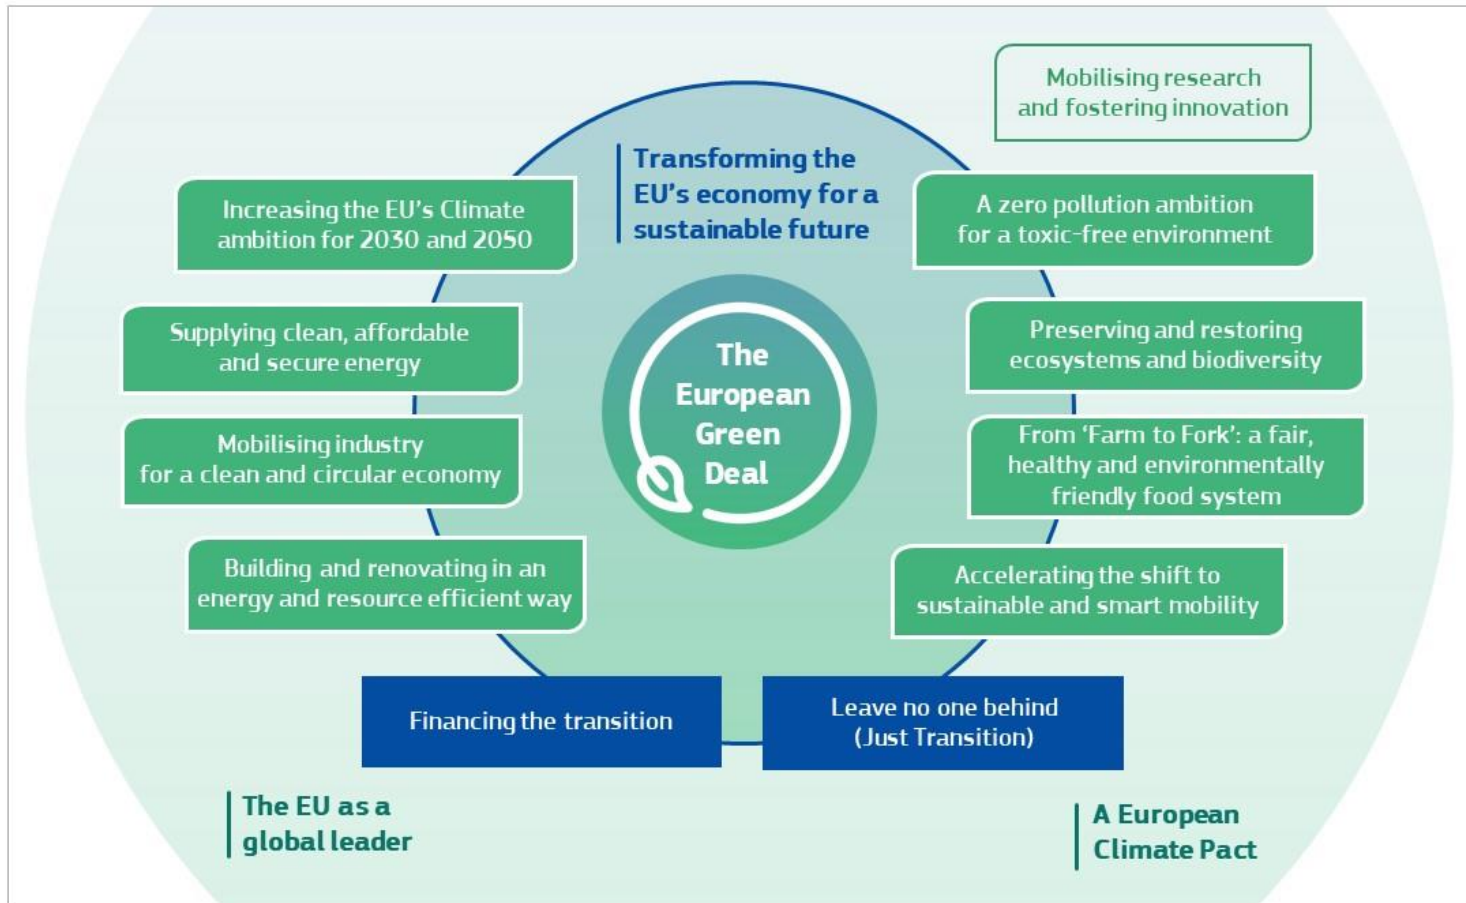 Mobilising research
and fostering innovation
Transforming the
EU's economy for a
sustainable future
Increasing the EU's Climate
ambition for 2030 and 2050
A zero pollution ambition
for a toxic-free environment
Supplying clean, affordable
and secure energy
Preserving and restoring
ecosystems and biodiversity
The
European
Green
Deal
Mobilising industry
for a clean and circular economy
From ‘Farm to Fork’: a fair,
healthy and environmentally
friendly food system
Building and renovating in an
energy and resource efficient way
Accelerating the shift to
sustainable and smart mobility
Financing the transition
Leave no one behind
(Just Transition)
The EU as a
global leader
A European
Climate Pact